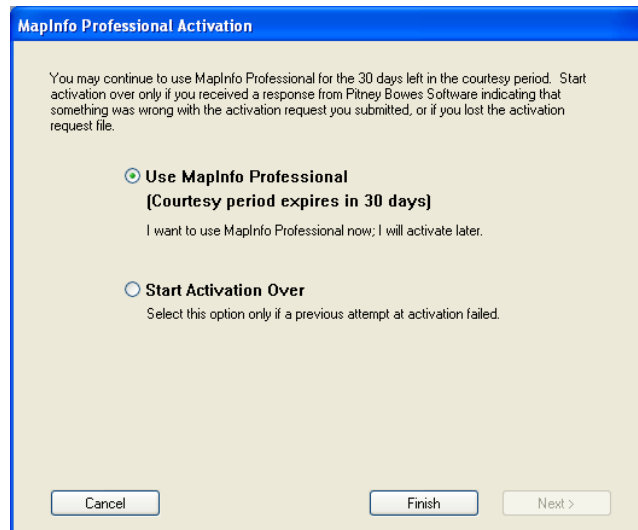 MapInfo Professional Activation
You may continue to use MapInfo Professional for the 30 days left in the courtesy period. Start
activation over only if you received a response from Pitney Bowes Software indicating that
something was wrong with the activation request you submitted, or if you lost the activation
request file.
Use MapInfo Professional
(Courtesy period expires in 30 days)
I want to use MapInfo Professional now; I will activate later.
Start Activation Over
Select this option only if a previous attempt at activation failed.
Cancel Finish Next >